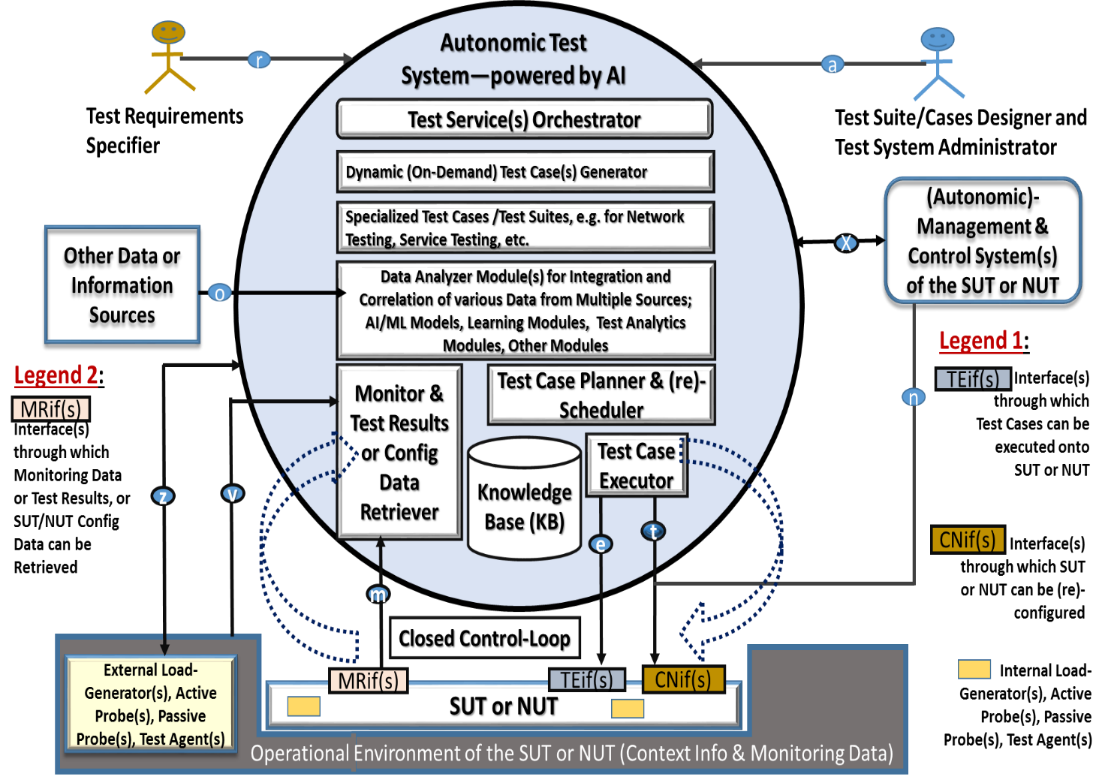 Autonomic Test
System—powered by AI
r
a
Test Requirements
Specifier
Test Suite/Cases Designer and
Test System Administrator
Test Service(s) Orchestrator
Dynamic (On-Demand) Test Case(s) Generator
Specialized Test Cases /Test Suites, e.g. for Network
Testing, Service Testing, etc.
(Autonomic)-
Management &
Control System(s)
of the SUT or NUT
X
Other Data or
Information
Sources
o
Data Analyzer Module(s) for Integration and
Correlation of various Data from Multiple Sources;
AI/ML Models, Learning Modules, Test Analytics
Modules, Other Modules
Legend 2:
MRif(s)
Interface(s)
through which
Monitoring Data
or Test Results, or
SUT/NUT Config
Data can be
Retrieved
z
v
Monitor &
Test Results
or Config
Data
Retriever
Test Case Planner & (re)-
Scheduler
Knowledge
Base (KB)
Test Case
Executor
e
t
m
n
Legend 1:
TEif(s) Interface(s)
through which
Test Cases can be
executed onto
SUT or NUT
CNif(s) Interface(s)
through which SUT
or NUT can be (re)-
configured
Closed Control-Loop
External Load-
Generator(s), Active
Probe(s), Passive
Probe(s), Test Agent(s)
MRif(s)
TEif(s)
CNif(s)
SUT or NUT
Internal Load-
Generator(s), Active
Probe(s), Passive
Probe(s), Test Agent(s)
Operational Environment of the SUT or NUT (Context Info & Monitoring Data)